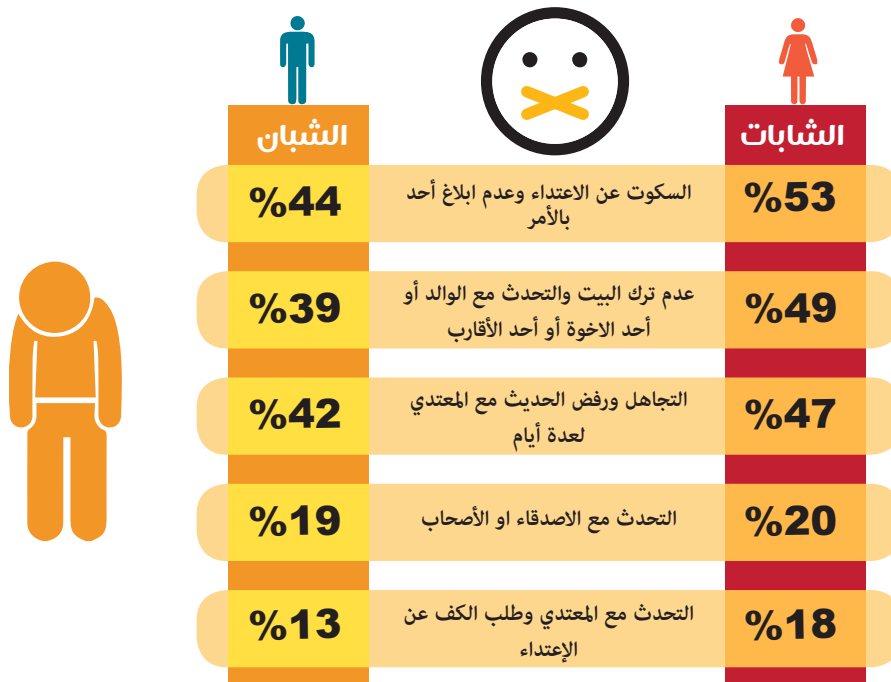 الشابات
الشبان
%53
السكوت عن الاعتداء وعدم ابلاغ أحد
بالأمر
%44
%49
عدم ترك البيت والتحدث مع الوالد أو
أحد الاخوة أو أحد الأقارب
%39
%47
التجاهل ورفض الحديث مع المعتدي
لعدة أيام
%42
%20
التحدث مع الاصدقاء او الأصحاب
%19
%18
التحدث مع المعتدي وطلب الكف عن
الإعتداء
%13